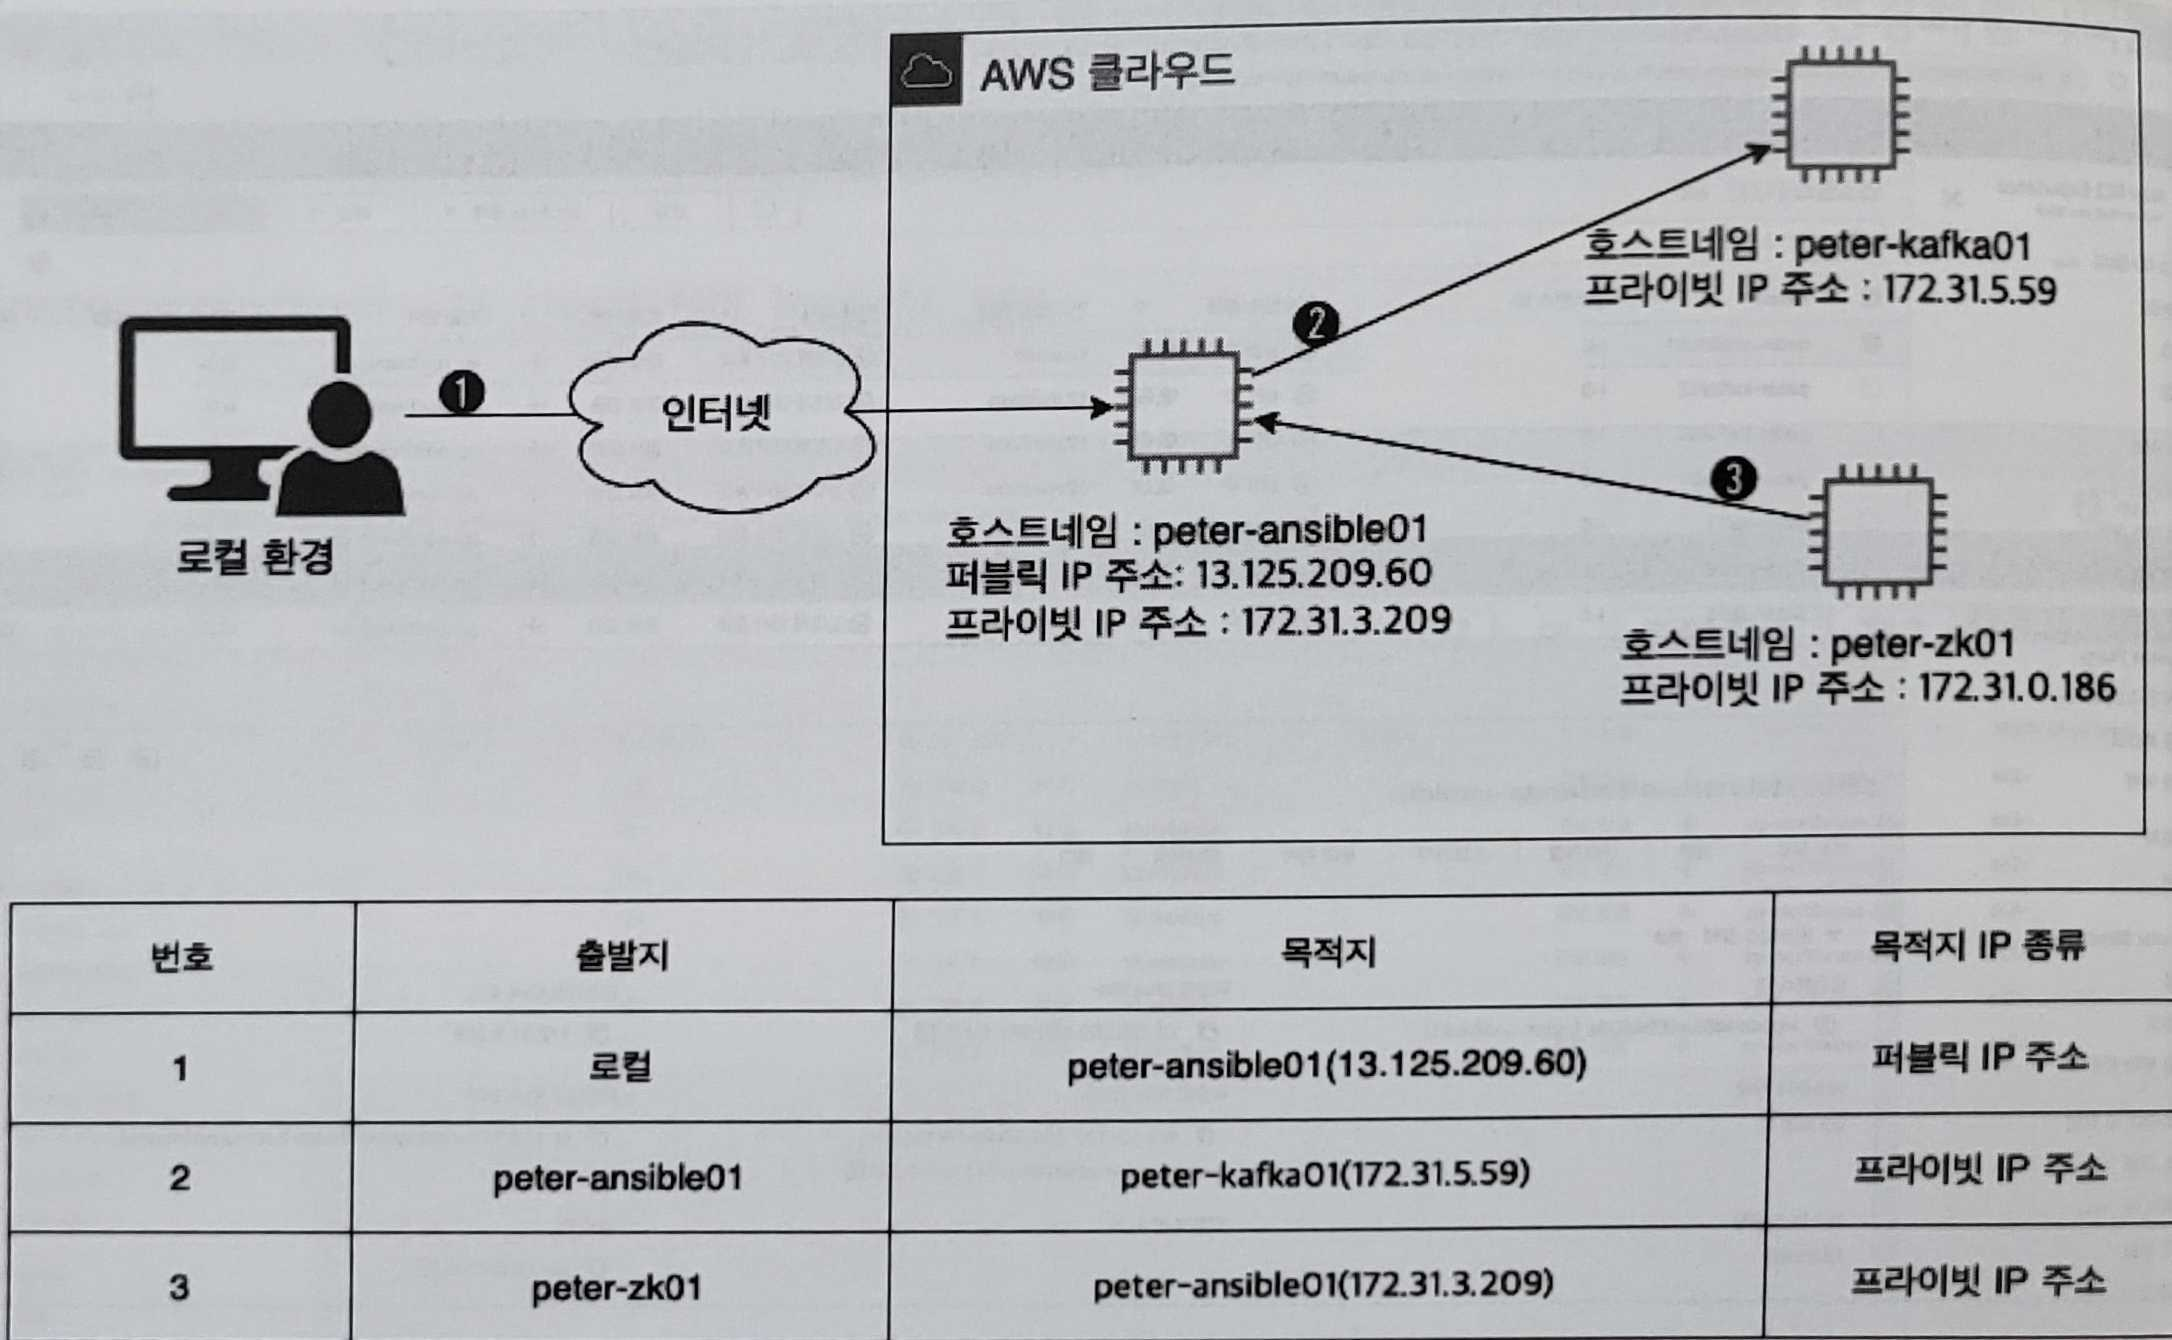 AWS 클라우드
호스트네임 : peter-kafka01
프라이빗 IP 주소 : 172.31.5.59
2
1
인터넷
3
로컬 환경
호스트네임 : peter-ansible01
퍼블릭 IP 주소: 13.125.209.60
프라이빗 IP 주소 : 172.31.3.209
호스트네임 : peter-zk01
프라이빗 IP 주소 : 172.31.0.186
번호 출발지 목적지 목적지 IP 종류
1 로컬 peter-ansible01(13.125.209.60) 퍼블릭 IP 주소
2 peter-ansible01 peter-kafka01(172.31.5.59) 프라이빗 IP 주소
3 peter-zk01 peter-ansible01(172.31.3.209) 프라이빗 IP 주소